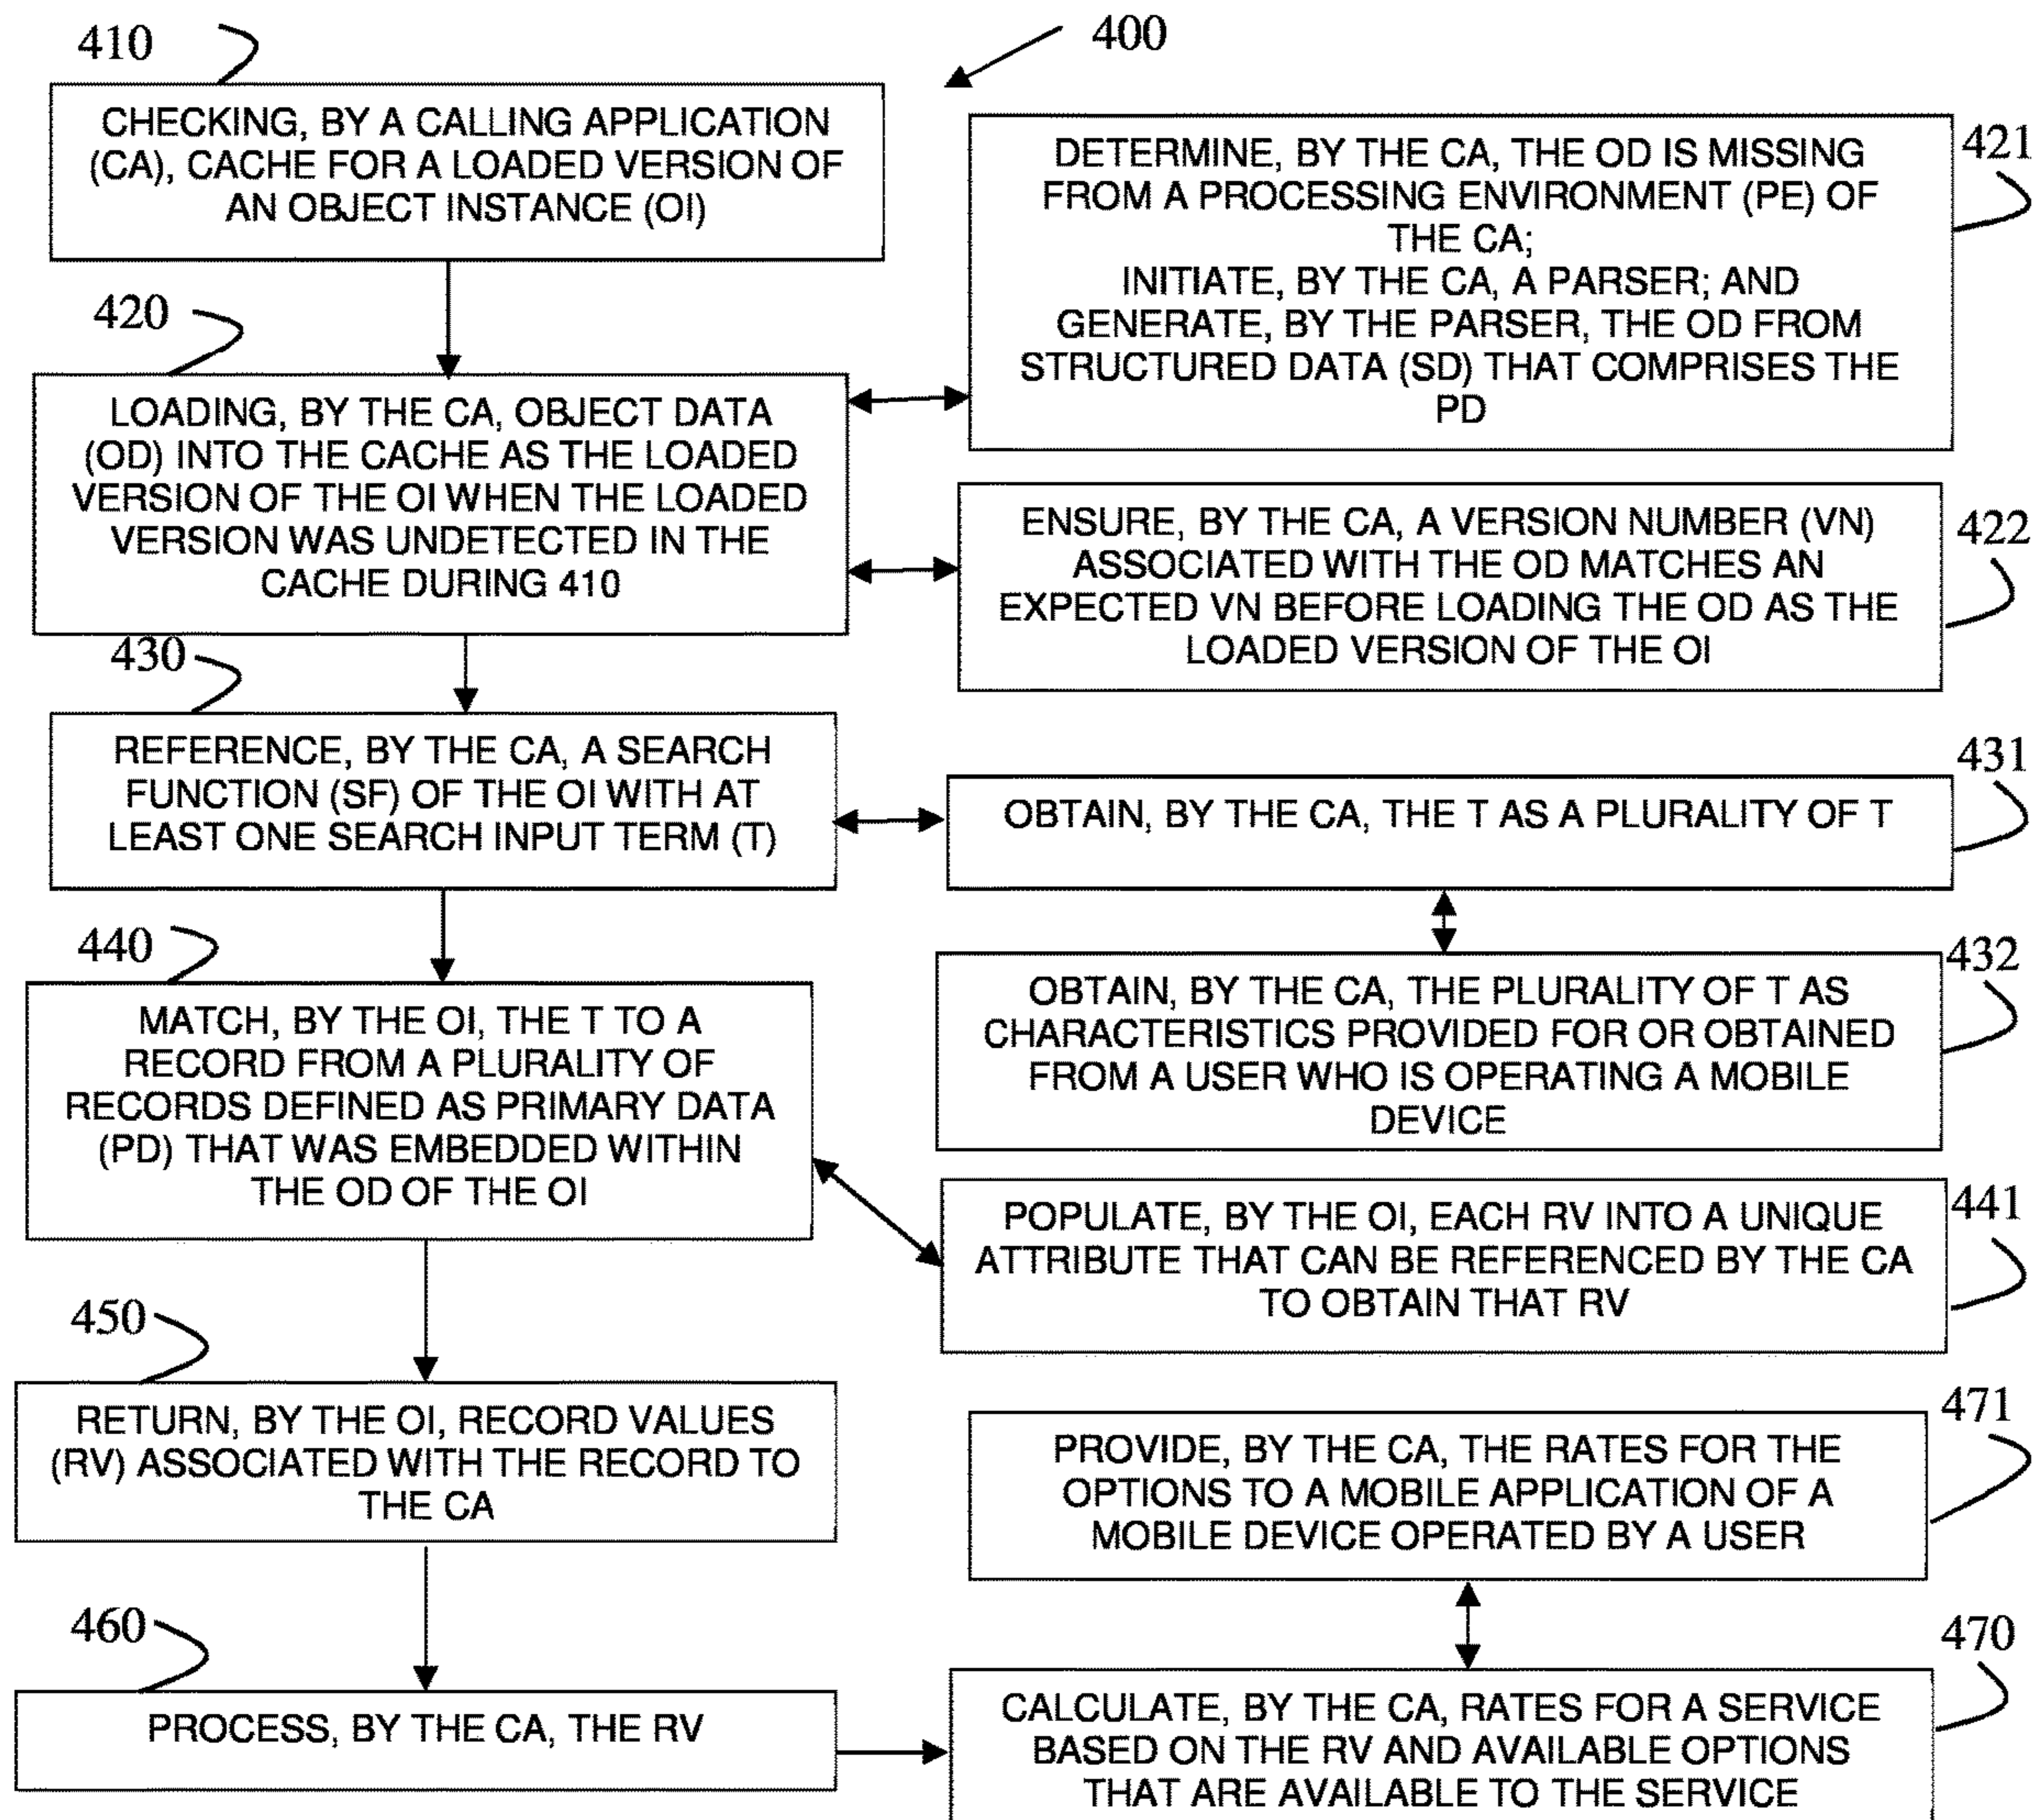 400
410
CHECKING, BY A CALLING APPLICATION
(CA), CACHE FOR A LOADED VERSION OF
AN OBJECT INSTANCE (OI)
420
LOADING, BY THE CA, OBJECT DATA
(OD) INTO THE CACHE AS THE LOADED
VERSION OF THE OI WHEN THE LOADED
VERSION WAS UNDETECTED IN THE
CACHE DURING 410
421
DETERMINE, BY THE CA, THE OD IS MISSING
FROM A PROCESSING ENVIRONMENT (PE) OF
THE CA;
INITIATE, BY THE CA, A PARSER; AND
GENERATE, BY THE PARSER, THE OD FROM
STRUCTURED DATA (SD) THAT COMPRISES THE
PD
422
ENSURE, BY THE CA, A VERSION NUMBER (VN)
ASSOCIATED WITH THE OD MATCHES AN
EXPECTED VN BEFORE LOADING THE OD AS THE
LOADED VERSION OF THE OI
430
REFERENCE, BY THE CA, A SEARCH
FUNCTION (SF) OF THE OI WITH AT
LEAST ONE SEARCH INPUT TERM (T)
431
OBTAIN, BY THE CA, THE T AS A PLURALITY OF T
432
OBTAIN, BY THE CA, THE PLURALITY OF T AS
CHARACTERISTICS PROVIDED FOR OR OBTAINED
FROM A USER WHO IS OPERATING A MOBILE
DEVICE
440
MATCH, BY THE OI, THE T TO A
RECORD FROM A PLURALITY OF
RECORDS DEFINED AS PRIMARY DATA
(PD) THAT WAS EMBEDDED WITHIN
THE OD OF THE OI
441
POPULATE, BY THE OI, EACH RV INTO A UNIQUE
ATTRIBUTE THAT CAN BE REFERENCED BY THE CA
TO OBTAIN THAT RV
450
RETURN, BY THE OI, RECORD VALUES
(RV) ASSOCIATED WITH THE RECORD TO
THE CA
460
PROCESS, BY THE CA, THE RV
471
PROVIDE, BY THE CA, THE RATES FOR THE
OPTIONS TO A MOBILE APPLICATION OF A
MOBILE DEVICE OPERATED BY A USER
470
CALCULATE, BY THE CA, RATES FOR A SERVICE
BASED ON THE RV AND AVAILABLE OPTIONS
THAT ARE AVAILABLE TO THE SERVICE